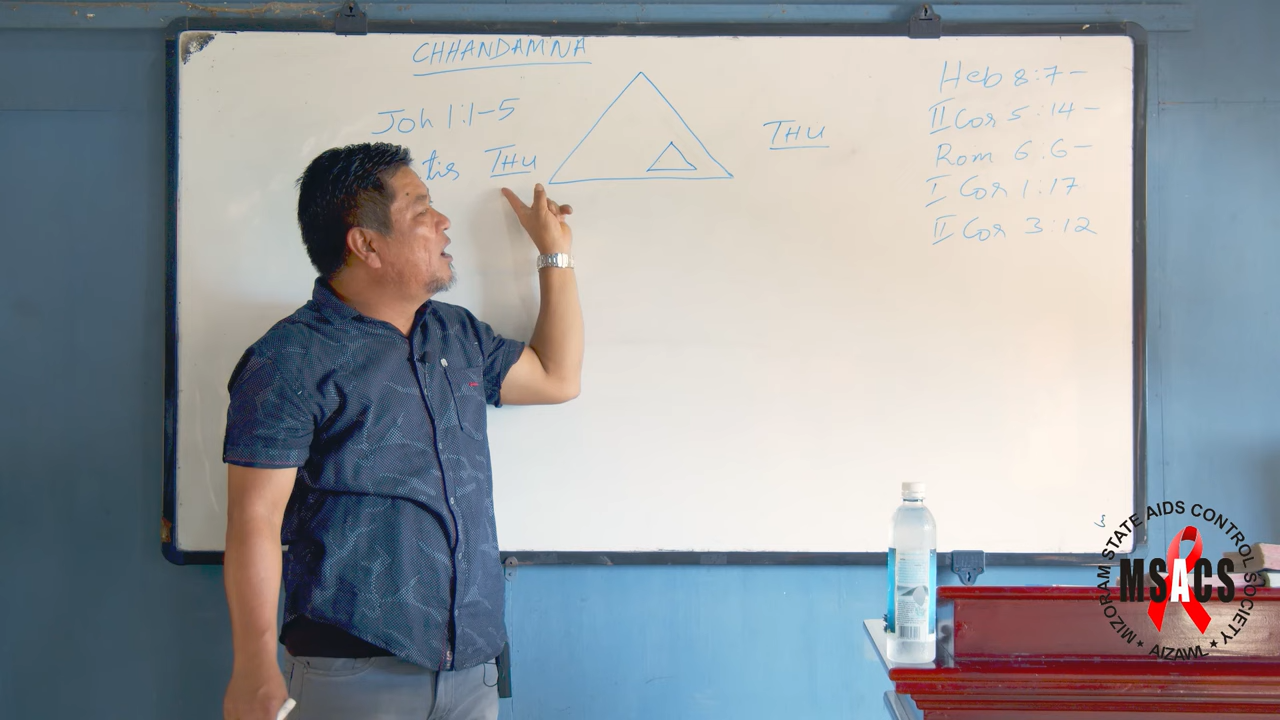 CHHANDAMNA
Joh 1:1-5
THU
THU
Heb 8:7-
II Cor 5:14-
Rom 6.6-
I Cor 1:17
II Cor 3:12
MIZORAM STATE AIDS CONTROL SOCIETY
MSACS
★ AIZAWL ★